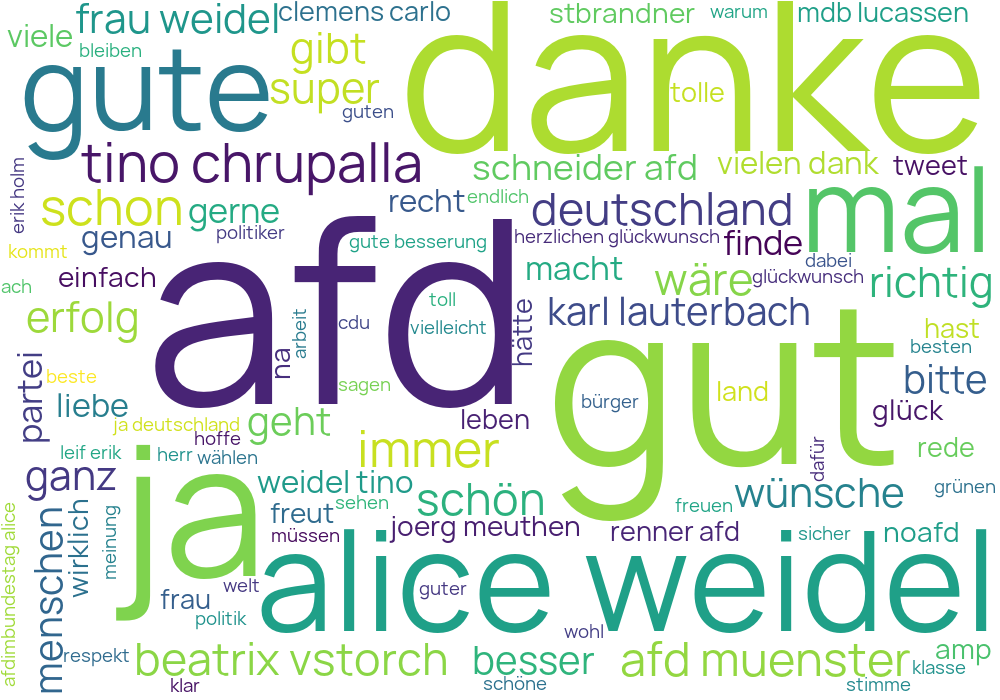 frau weidel
clemens carlo
stbrandner
warum
mdb lucassen
viele
bleiben
gibt
danke
gute
super
tolle
guten
tino chrupalla
schneider afd
vielen dank
tweet
erik holm
schon
gerne
recht
endlich
deutschland
mal
genau
politiker
gute besserung
herzlichen glückwunsch
finde
kommt
dabei
einfach
afd
macht
wäre
glückwunsch
richtig
ach
toll
erfolg
cdu
vielleicht
hätte
karl lauterbach
hast
arbeit
na
besten
partei
beste
sagen
gut
land
bitte
liebe
bürger
glück
ja deutschland
geht
leben
hoffe
immer
dafür
rede
leif erik
herr
wählen
ja
ganz
weidel tino
schön
wünsche
grünen
sehen
freuen
afdimbundestag alice
menschen
wirklich
meinung
freut
joerg meuthen
renner afd
sicher
noafd
müssen
alice weidel
welt
guter
frau
politik
wohl
respekt
beatrix vstorch
besser
afd muenster
amp
klasse
klar
schöne
stimme